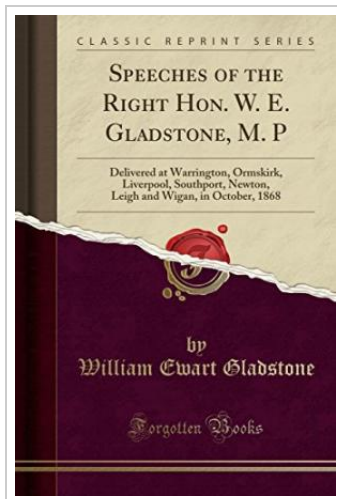 CLASSIC REPRINT SERIES
SPEECHES OF THE
RIGHT HON. W. E.
GLADSTONE, M. P
Delivered at Warrington, Ormskirk,
Liverpool, Southport, Newton,
Leigh and Wigan, in October, 1868
by
William Ewart Gladstone
Forgotten Books